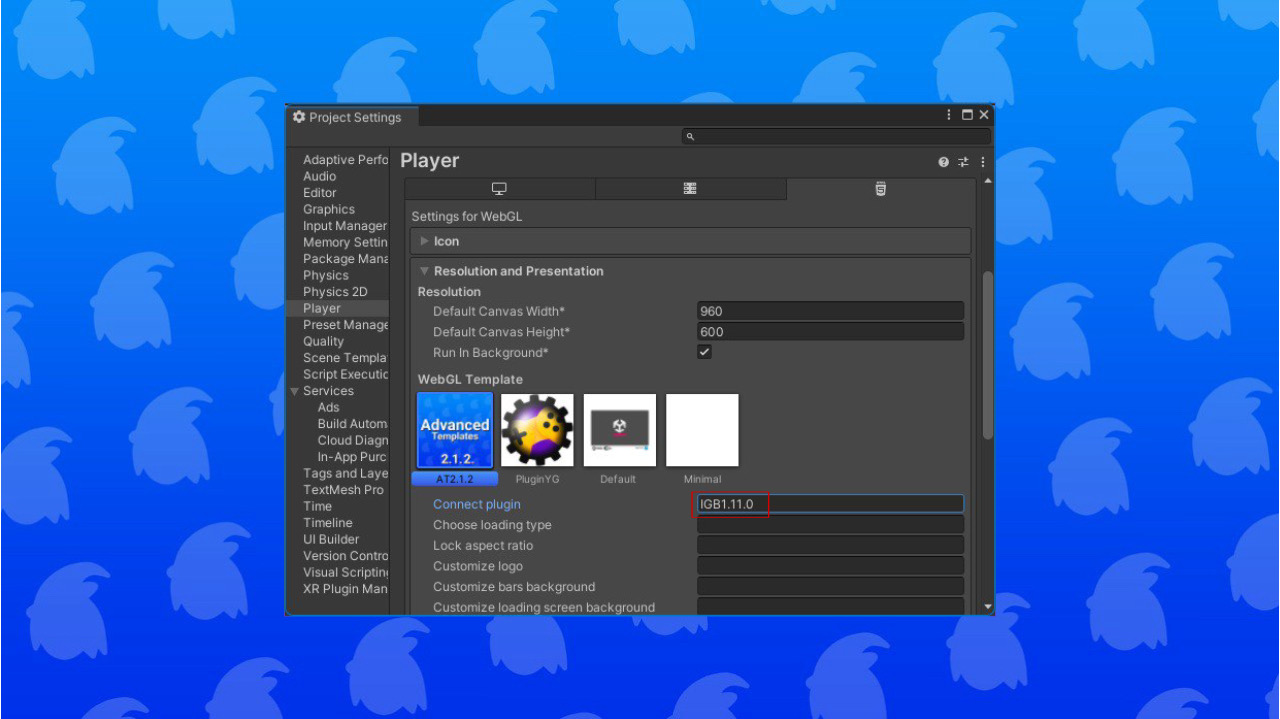 Project Settings
Adaptive Perfo
Audio
Editor
Graphics
Input Manager
Memory Settin
Package Mana
Physics
Physics 2D
Player
Preset Manage
Quality
Scene Templa
Script Executio
Services
Ads
Build Autom
Cloud Diagn
In-App Purc
Tags and Laye
TextMesh Pro
Time
Timeline
UI Builder
Version Contro
Visual Scripting
XR Plugin Man
Player
Settings for WebGL
Icon
Resolution and Presentation
Resolution
Default Canvas Width* 960
Default Canvas Height* 600
Run In Background*
WebGL Template
Advanced
Templates
2.1.2.
AT2.1.2 PluginYG Default Minimal
Connect plugin IGB1.11.0
Choose loading type
Lock aspect ratio
Customize logo
Customize bars background
Customize loading screen background